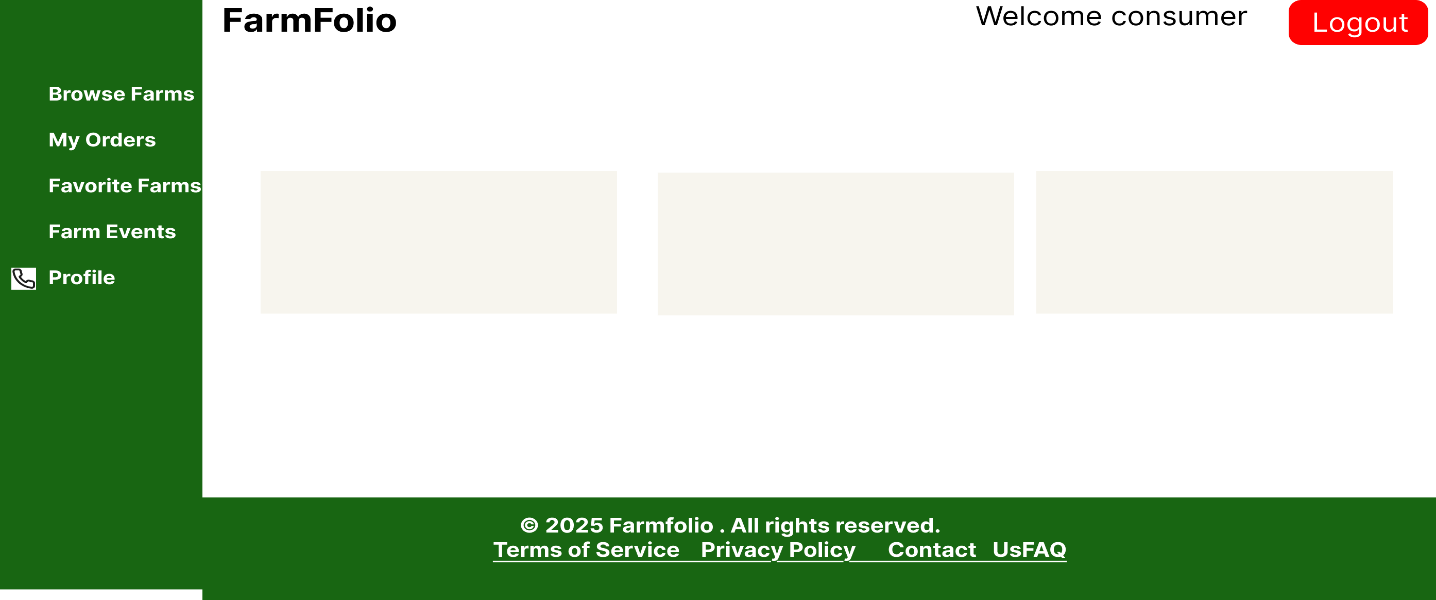 FarmFolio
Welcome consumer
Logout
Browse Farms
My Orders
Favorite Farms
Farm Events
Profile
© 2025 Farmfolio . All rights reserved.
Terms of Service Privacy Policy Contact UsFAQ